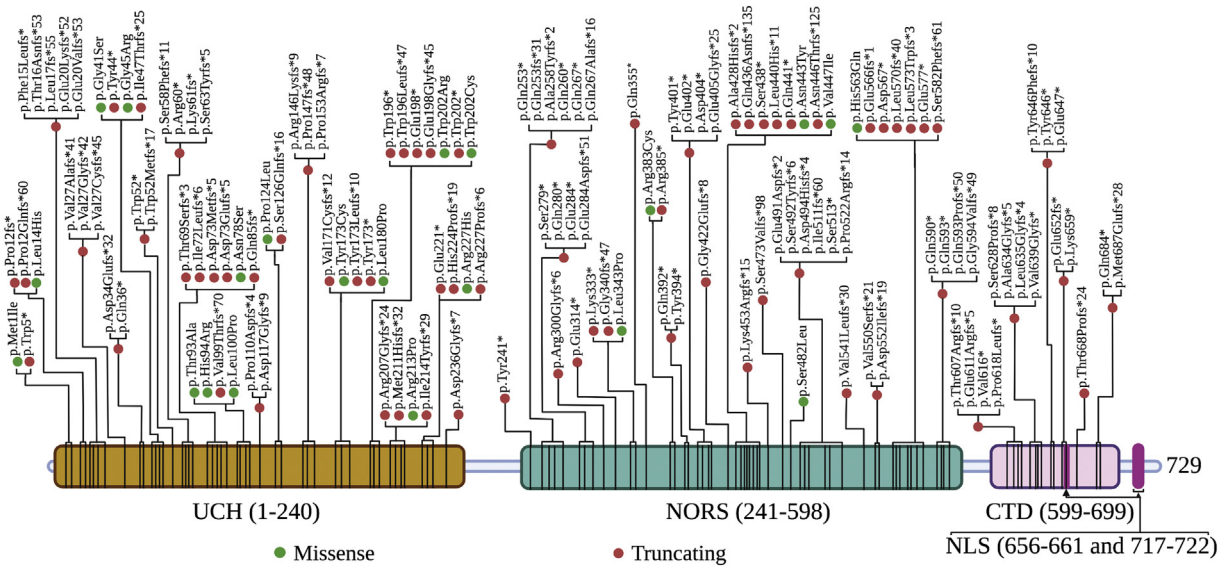 p.Phe15Leufs*
p.Thr16Asnfs*53
p.Leu17fs*55
p.Glu20Lysfs*52
p.Glu20Valfs*53
p.Gly41Ser
p.Tyr44*
p.Gly45Arg
p.Ile47Thrfs*25
p.Ser58Phefs*11
p.Arg60*
p.Lys61fs*
p.Ser63Tyrfs*5
p.Arg146Lysfs*9
p.Pro147fs*48
p.Pro153Argfs*7
p.Trp196*
p.Trp196Leufs*47
p.Glu198*
p.Glu198Glyfs*45
p.Trp202Arg
p.Trp202*
p.Trp202Cys
p.Gln253*
p.Gln253fs*31
p.Ala258Tyrfs*2
p.Gln260*
p.Gln267*
p.Gln267Alafs*16
p.Gln355*
p.Tyr401*
p.Glu402*
p.Asp404*
p.Glu405Glyfs*25
p.Ala428Hisfs*2
p.Gln436Asnfs*135
p.Ser438*
p.Leu440His*11
p.Gln441*
p.Asn443Tyr
p.Asn446Thrfs*125
p.Val447Ile
p.His563Gln
p.Glu566fs*1
p.Asp567*
p.Leu570fs*40
p.Leu573Trpfs*3
p.Glu577*
p.Ser582Phefs*61
p.Tyr646Phefs*10
p.Tyr646*
p.Glu647*
p.Pro12fs*
p.Pro12Glnfs*60
p.Leu14His
p.Val27Alafs*41
p.Val27Glyfs*42
p.Val27Cysfs*45
p.Trp52*
p.Trp52Metfs*17
p.Thr69Serfs*3
p.Ile72Leufs*6
p.Asp73Metfs*5
p.Asp73Glufs*5
p.Asn78Ser
p.Gln85fs*
p.Pro124Leu
p.Ser126Glnfs*16
p.Val171Cysfs*12
p.Tyr173Cys
p.Tyr173Leufs*10
p.Tyr173*
p.Leu180Pro
p.Glu221*
p.His224Profs*19
p.Arg227His
p.Arg227Profs*6
p.Ser279*
p.Gln280*
p.Glu284*
p.Glu284Aspfs*51
p.Arg383Cys
p.Arg385*
p.Gly422Glufs*8
p.Ser473Valfs*98
p.Glu491Aspfs*2
p.Ser492Tyrfs*6
p.Asp494Hisfs*4
p.Ile511fs*60
p.Ser513*
p.Pro522Argfs*14
p.Gln590*
p.Gln593*
p.Gln593Profs*50
p.Gly594Valfs*49
p.Ser628Profs*8
p.Ala634Glyfs*5
p.Leu635Glyfs*4
p.Val639Glyfs*
p.Glu652fs*
p.Lys659*
p.Gln684*
p.Met687Glufs*28
p.Met1Ile
p.Trp5*
p.Asp34Glufs*32
p.Gln36*
p.Thr93Ala
p.His94Arg
p.Val99Thrfs*70
p.Leu100Pro
p.Pro110Aspfs*4
p.Asp117Glyfs*9
p.Arg207Glyfs*24
p.Met211Hisfs*32
p.Arg213Pro
p.Ile214Tyrfs*29
p.Asp236Glyfs*7
p.Tyr241*
p.Arg300Glyfs*6
p.Glu314*
p.Lys333*
p.Gly340fs*47
p.Leu343Pro
p.Gln392*
p.Tyr394*
p.Lys453Argfs*15
p.Ser482Leu
p.Val541Leufs*30
p.Val550Serfs*21
p.Asp552Ilefs*19
p.Thr607Argfs*10
p.Glu611Argfs*5
p.Val616*
p.Pro618Leufs*
p.Thr668Profs*24
729
UCH (1-240)
NORS (241-598)
CTD (599-699)
NLS (656-661 and 717-722)
Missense
Truncating